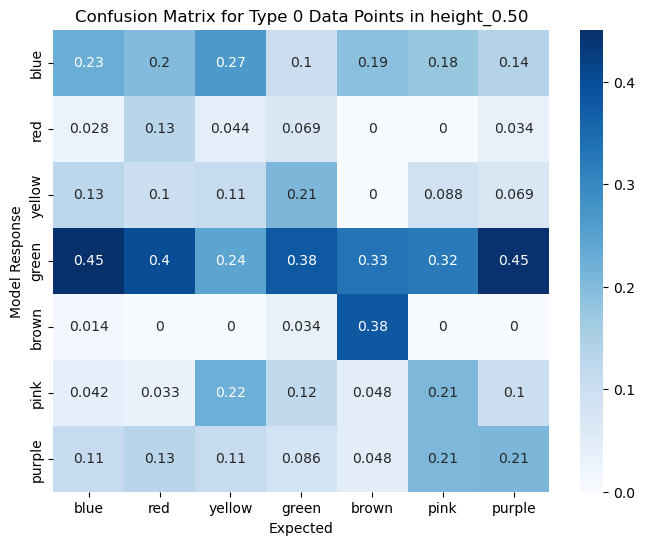 Confusion Matrix for Type 0 Data Points in height_0.50
blue 0.23 0.2 0.27 0.1 0.19 0.18 0.14
red 0.028 0.13 0.044 0.069 0 0 0.034
yellow 0.13 0.1 0.11 0.21 0 0.088 0.069
green 0.45 0.4 0.24 0.38 0.33 0.32 0.45
brown 0.014 0 0 0.034 0.38 0 0
pink 0.042 0.033 0.22 0.12 0.048 0.21 0.1
purple 0.11 0.13 0.11 0.086 0.048 0.21 0.21
blue red yellow green brown pink purple
Expected
Model Response
0.4
0.3
0.2
0.1
0.0